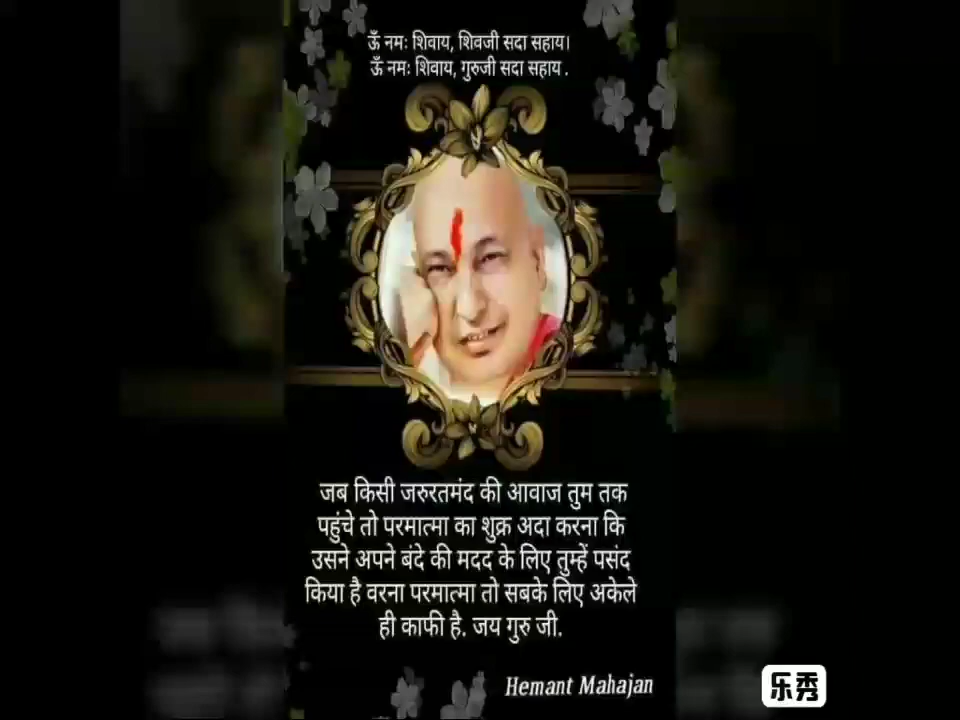 ऊँ नमः शिवाय, शिवजी सदा सहाय।
ऊँ नमः शिवाय, गुरुजी सदा सहाय .
जब किसी जरुरतमंद की आवाज तुम तक
पहुंचे तो परमात्मा का शुक्र अदा करना कि
उसने अपने बंदे की मदद के लिए तुम्हें पसंद
किया है वरना परमात्मा तो सबके लिए अकेले
ही काफी है. जय गुरु जी.
Hemant Mahajan
乐秀